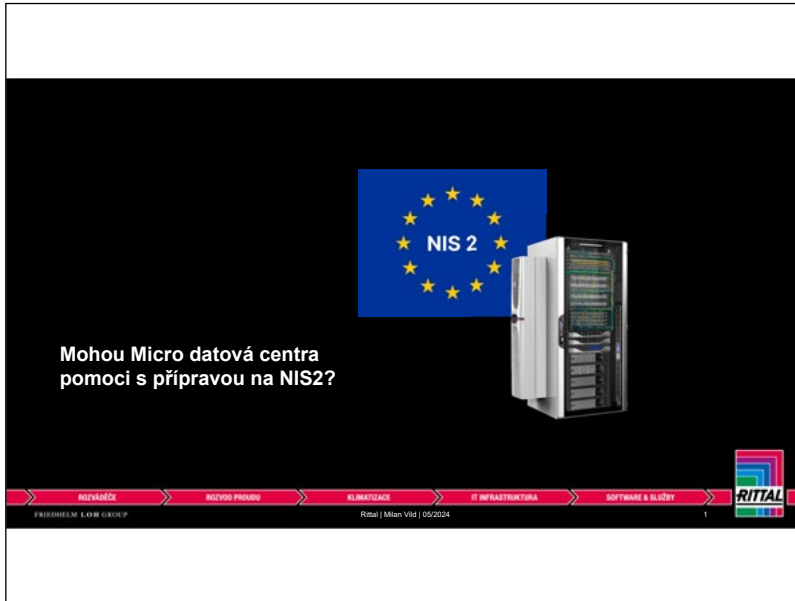 NIS 2
Mohou Micro datová centra
pomoci s přípravou na NIS2?
ROZVÁDĚČE
ROZVOD PROUDU
KLIMATIZACE
IT INFRASTRUKTURA
SOFTWARE & SLUŽBY
RITTAL
FRIEDHELM LOH GROUP
Rittal | Milan Vild | 05/2024
1